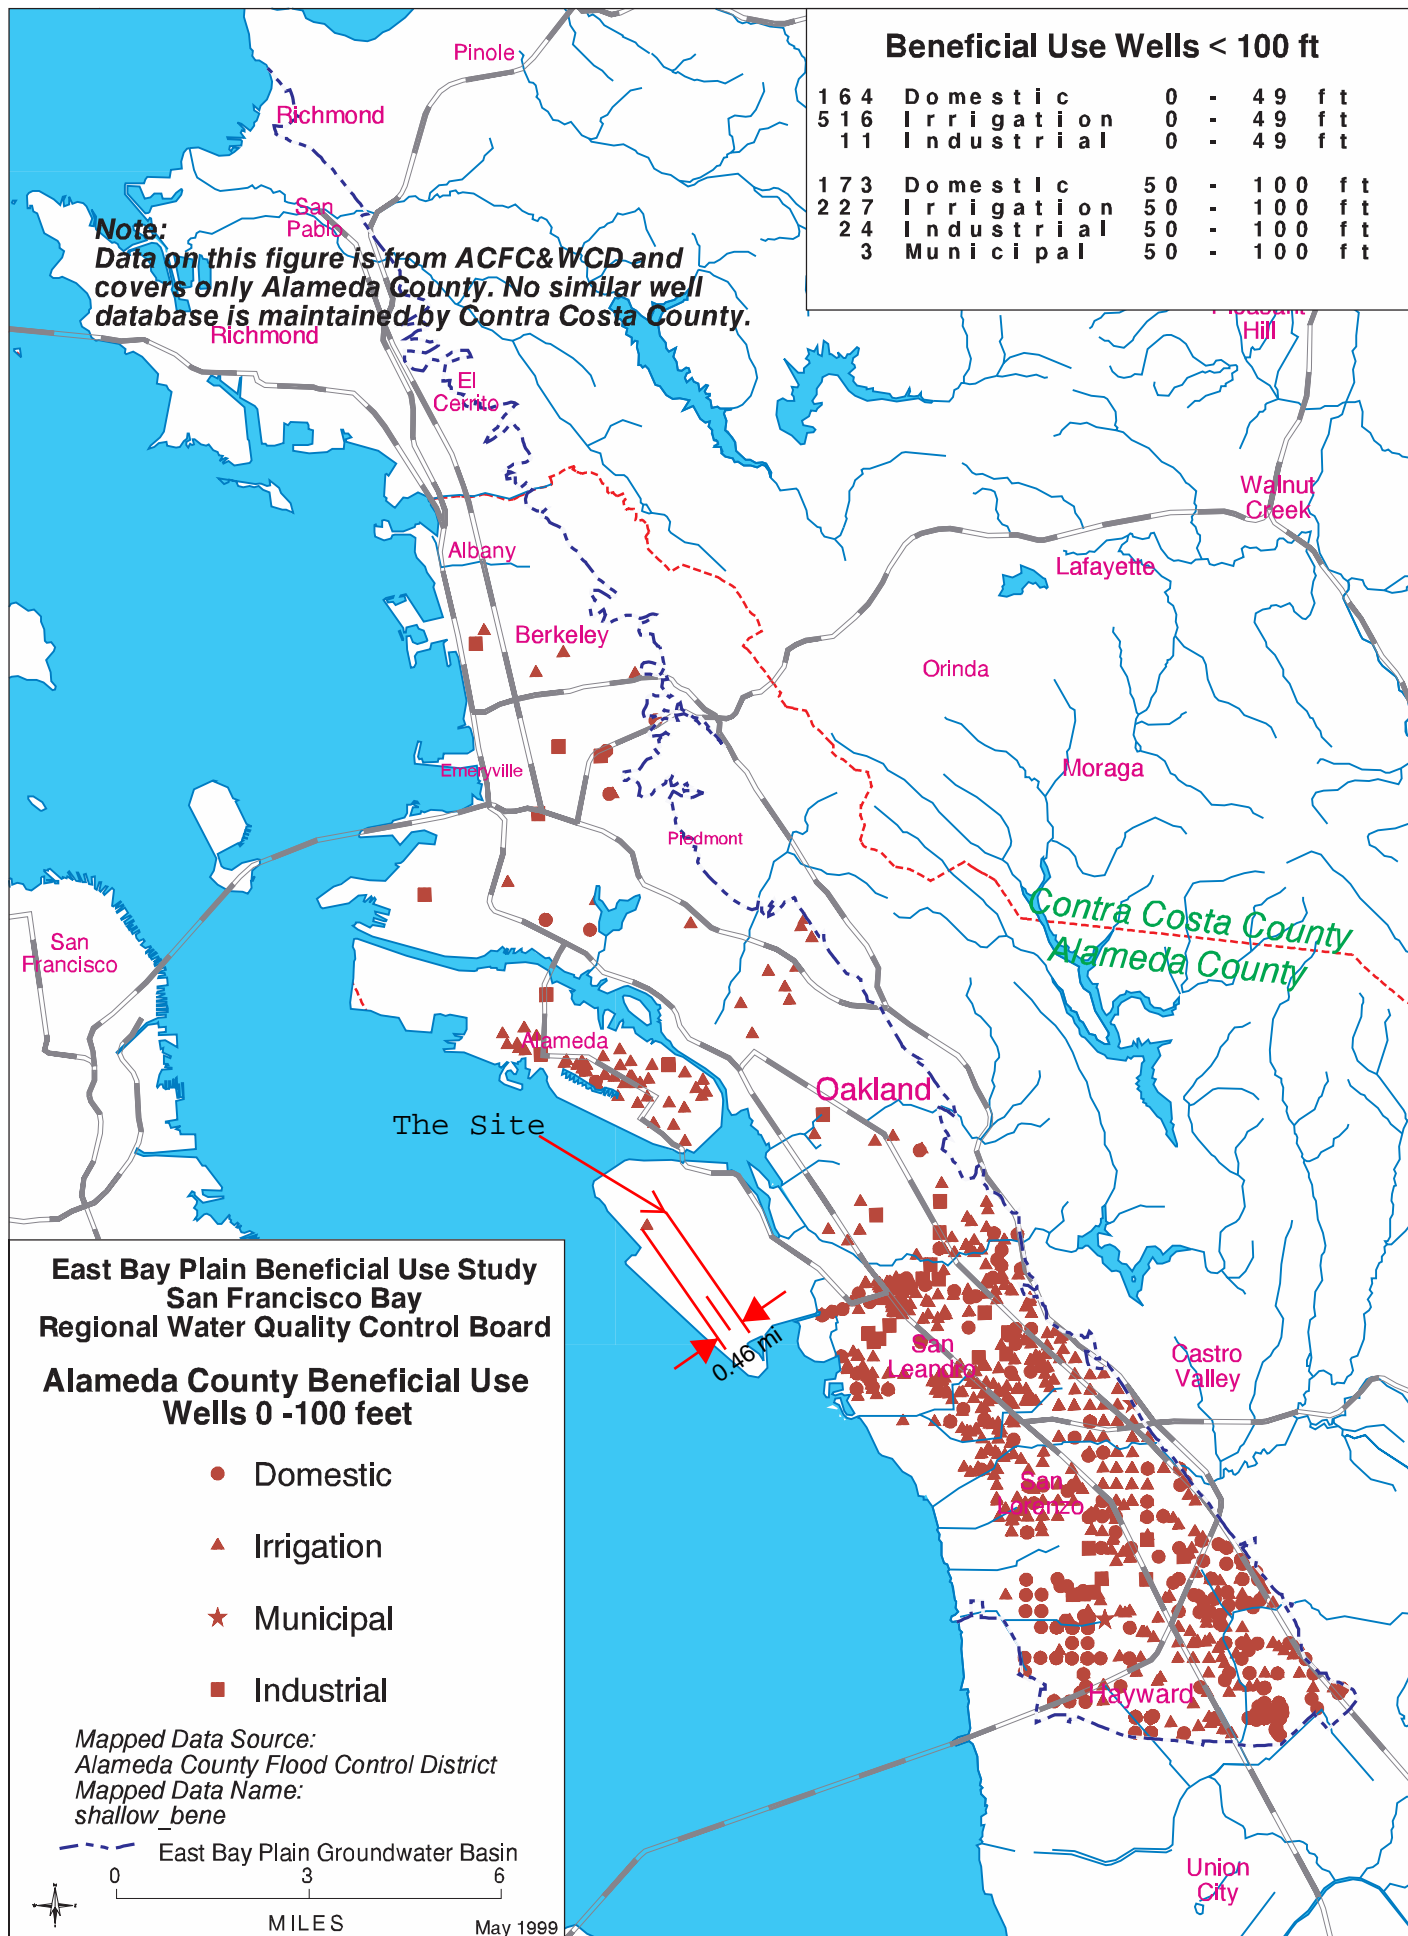 Beneficial Use Wells < 100 ft
164 Domestic 0 - 49 ft
516 Irrigation 0 - 49 ft
11 Industrial 0 - 49 ft
173 DomestIc 50 - 100 ft
227 Irrigation 50 - 100 ft
24 Industrial 50 - 100 ft
3 Municipal 50 - 100 ft
Pinole
Richmond
San
Pablo
Note:
Data on this figure is from ACFC&WCD and
covers only Alameda County. No similar well
database is maintained by Contra Costa County.
Richmond
Pleasant
Hill
El
Cerrito
Walnut
Creek
Albany
Lafayette
Berkeley
Orinda
Moraga
Emeryville
Piedmont
Contra Costa County
Alameda County
San
Francisco
Alameda
Oakland
The Site
0.46 mi
San
Leandro
Castro
Valley
San
Lorenzo
Hayward
Union
City
East Bay Plain Beneficial Use Study
San Francisco Bay
Regional Water Quality Control Board
Alameda County Beneficial Use
Wells 0 -100 feet
Domestic
Irrigation
Municipal
Industrial
Mapped Data Source:
Alameda County Flood Control District
Mapped Data Name:
shallow_bene
East Bay Plain Groundwater Basin
0 3 6
MILES
May 1999